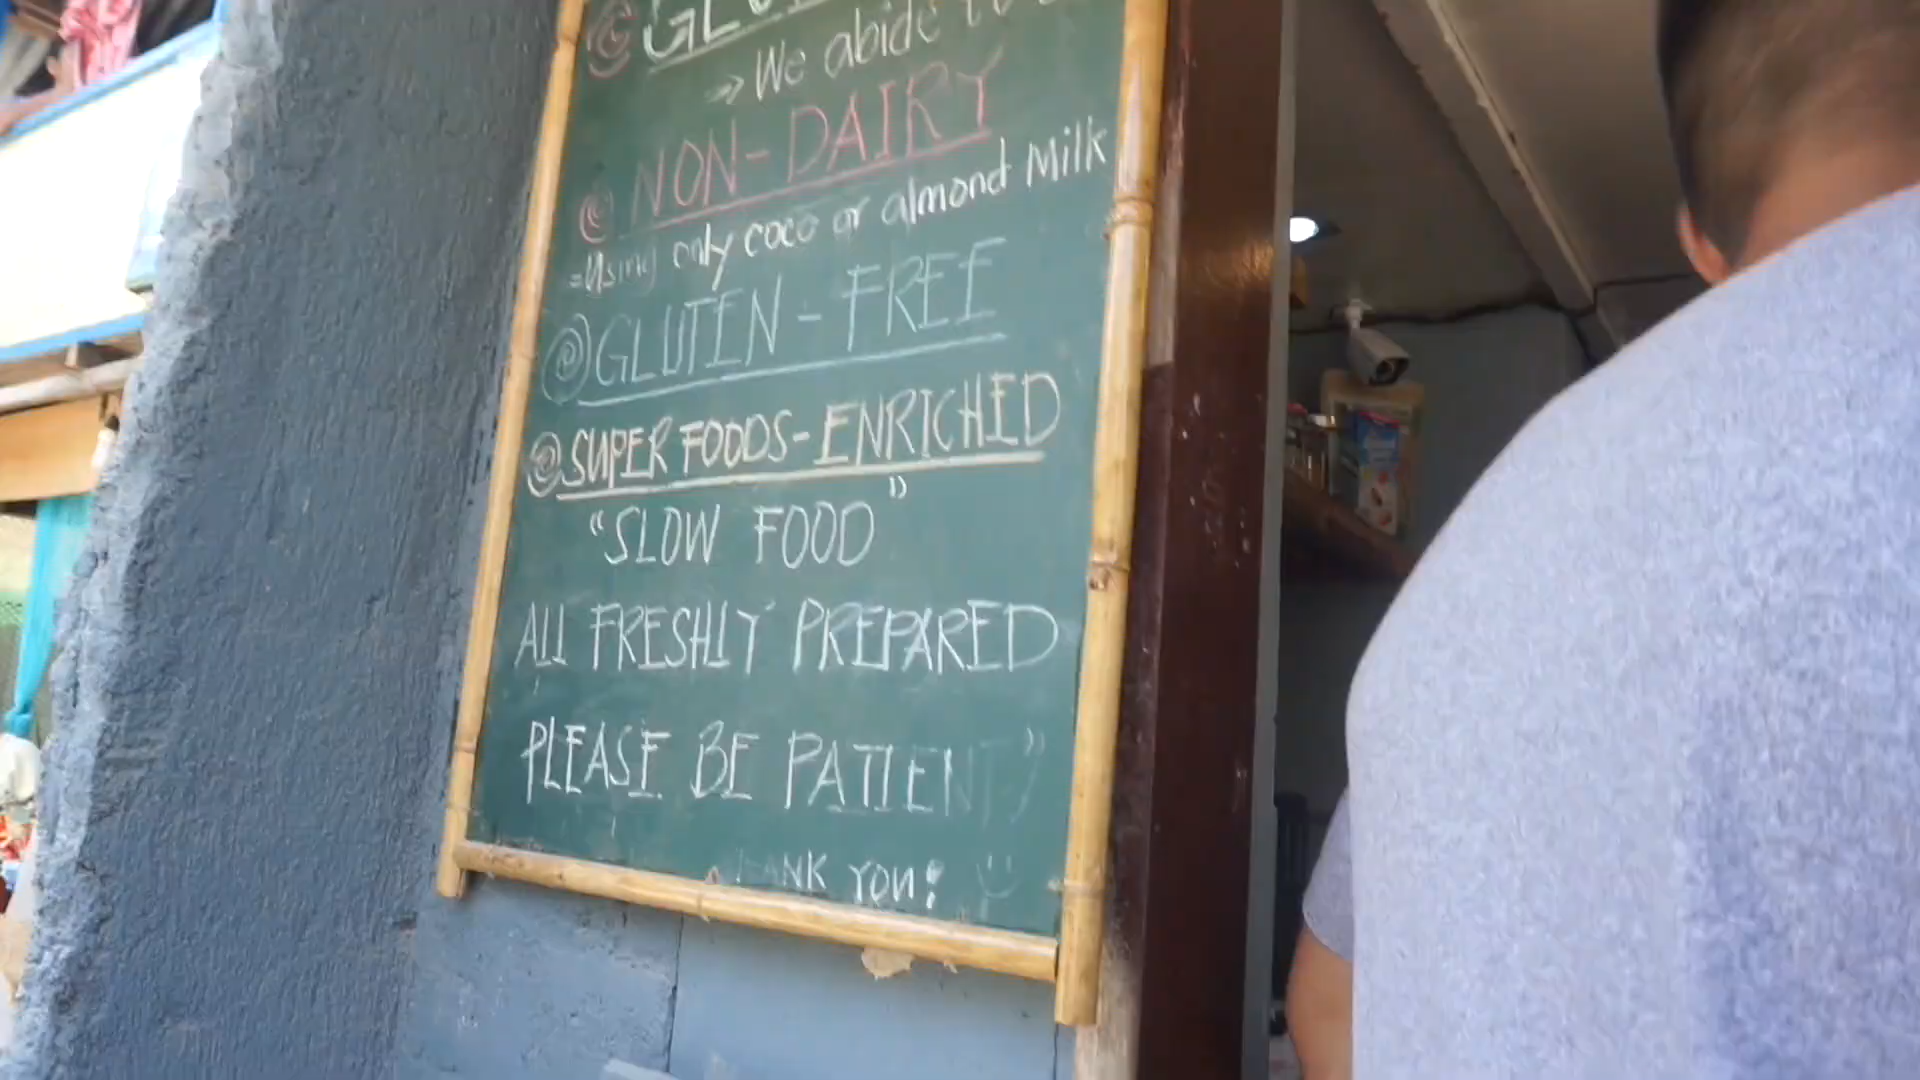 We abide
NON-DAIRY
=Using only coco or almond Milk
GLUTEN-FREE
SUPER FOODS-ENRICHED
"SLOW FOOD"
All FRESHLY PREPARED
PLEASE BE PATIENT"
YOU!